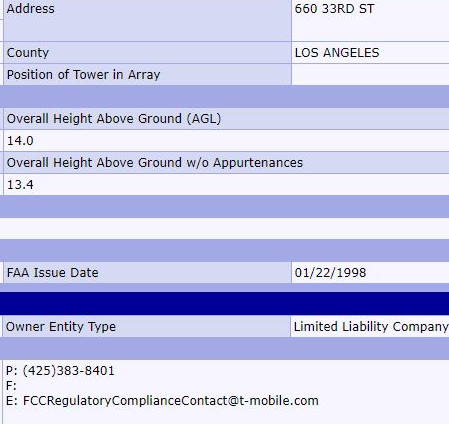 Address 660 33RD ST
County LOS ANGELES
Position of Tower in Array
Overall Height Above Ground (AGL)
14.0
Overall Height Above Ground w/o Appurtenances
13.4
FAA Issue Date 01/22/1998
Owner Entity Type Limited Liability Company
P: (425)383-8401
F:
E: FCCRegulatoryComplianceContact@t-mobile.com